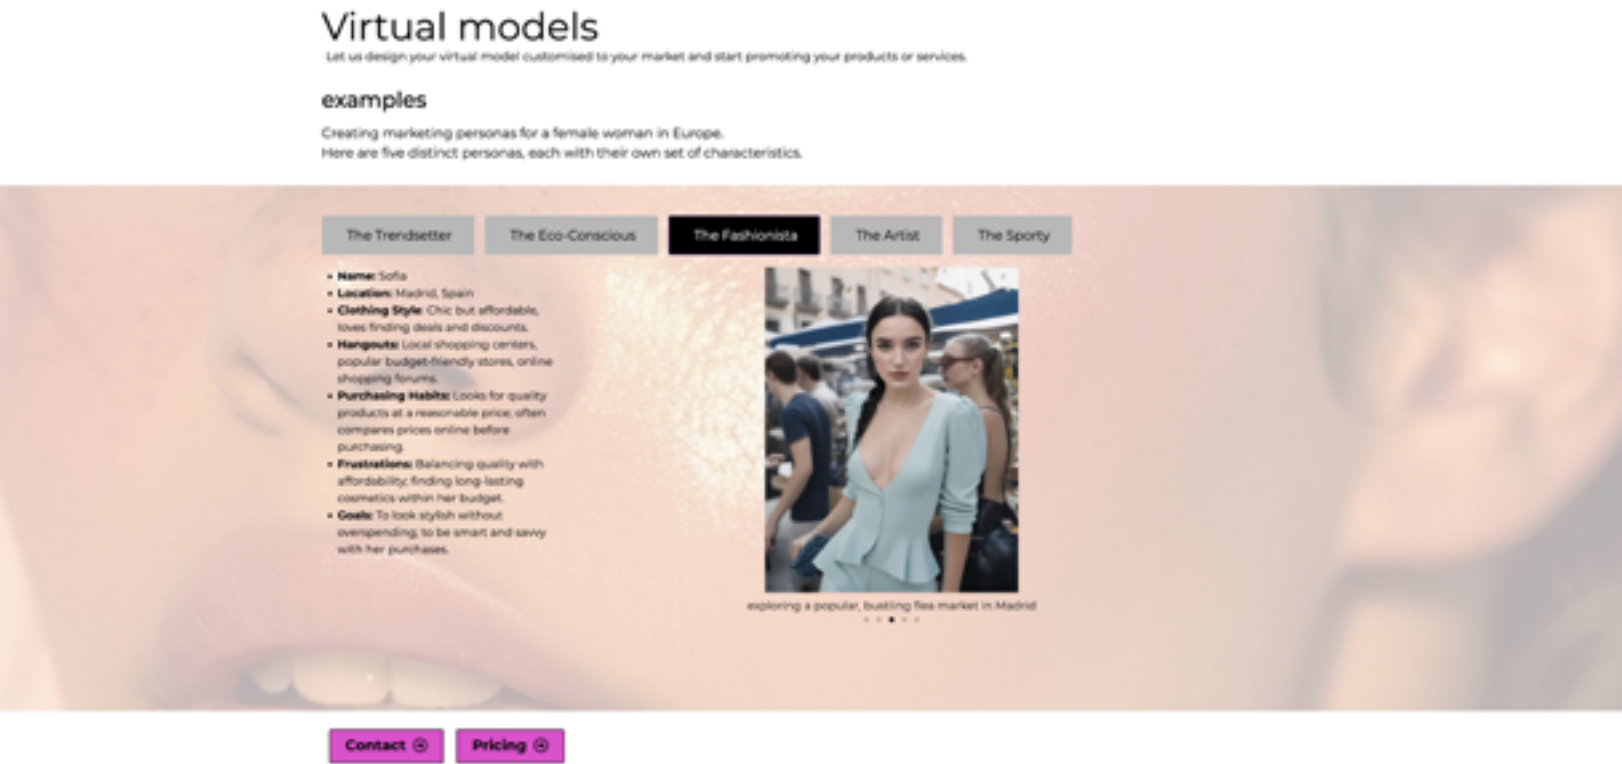 Virtual models
Let us design your virtual model customised to your market and start promoting your products or services.
examples
Creating marketing personas for a female woman in Europe.
Here are five distinct personas, each with their own set of characteristics.
The Trendsetter
The Eco-Conscious
The Fashionista
The Artist
The Sporty
• Name: Sofia
• Location: Madrid, Spain
• Clothing Style: Chic but affordable,
loves finding deals and discounts.
• Hangouts: Local shopping centers,
popular budget-friendly stores, online
shopping forums.
• Purchasing Habits: Looks for quality
products at a reasonable price; often
compares prices online before
purchasing.
• Frustrations: Balancing quality with
affordability; finding long-lasting
cosmetics within her budget.
• Goals: To look stylish without
overspending; to be smart and savvy
with her purchases.
exploring a popular, bustling flea market in Madrid
Contact
Pricing